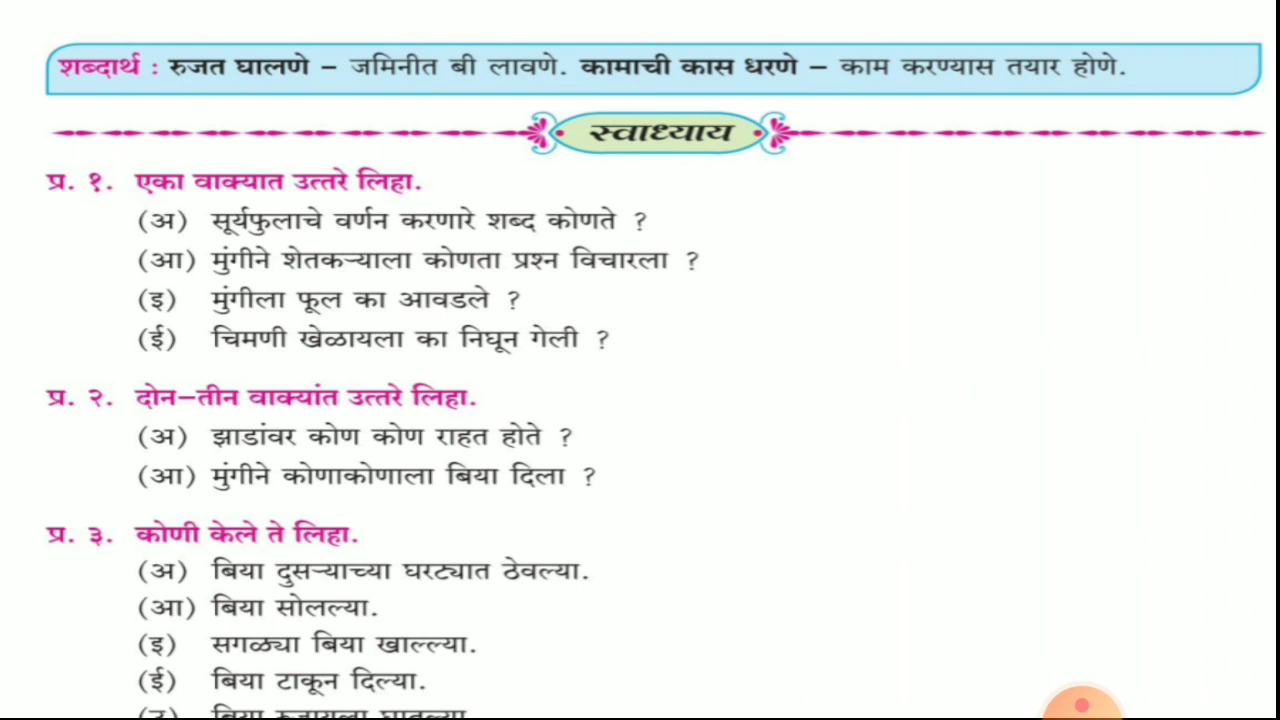 शब्दार्थ : रुजत घालणे – जमिनीत बी लावणे. कामाची कास धरणे – काम करण्यास तयार होणे.
स्वाध्याय
प्र. १. एका वाक्यात उत्तरे लिहा.
(अ) सूर्यफुलाचे वर्णन करणारे शब्द कोणते ?
(आ) मुंगीने शेतकऱ्याला कोणता प्रश्न विचारला ?
(इ) मुंगीला फूल का आवडले ?
(ई) चिमणी खेळायला का निघून गेली ?
प्र. २. दोन–तीन वाक्यांत उत्तरे लिहा.
(अ) झाडांवर कोण कोण राहत होते ?
(आ) मुंगीने कोणाकोणाला बिया दिला ?
प्र. ३. कोणी केले ते लिहा.
(अ) बिया दुसऱ्याच्या घरट्यात ठेवल्या.
(आ) बिया सोलल्या.
(इ) सगळ्या बिया खाल्ल्या.
(ई) बिया टाकून दिल्या.